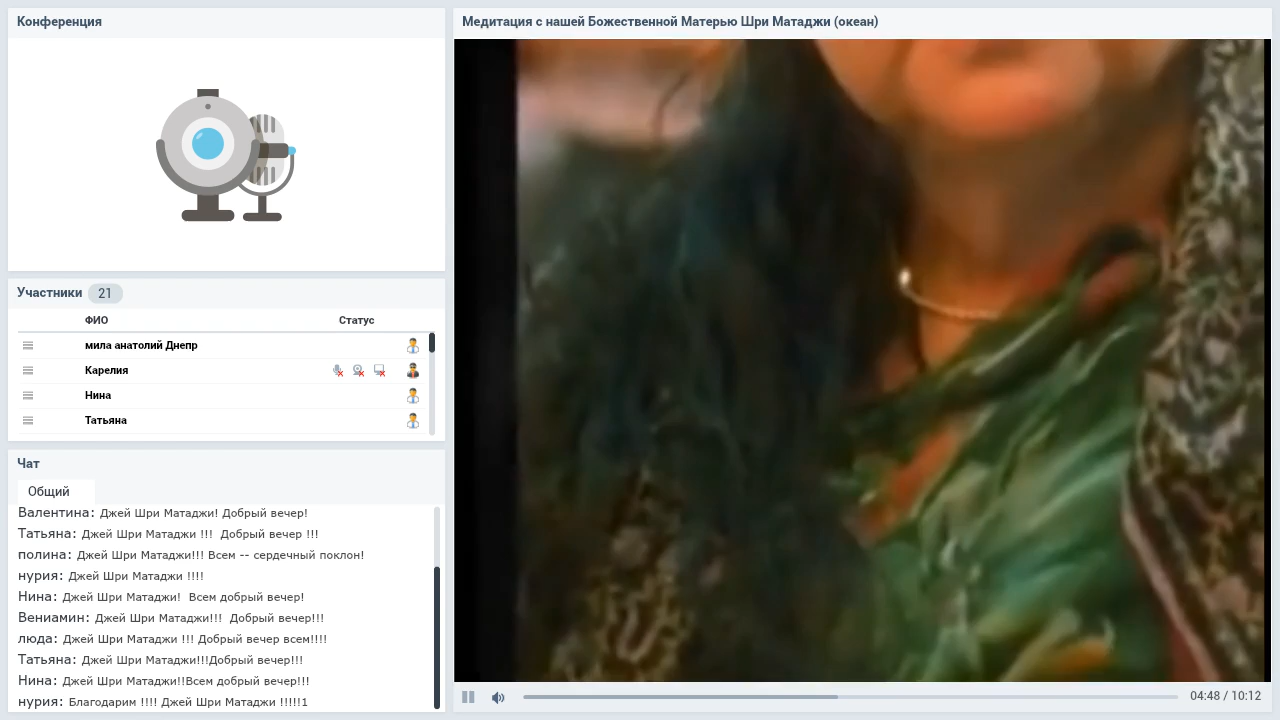 Конференция
Медитация с нашей Божественной Матерью Шри Матаджи (океан)
Участники 21
ФИО Статус
мила анатолий Днепр
Карелия
Нина
Татьяна
Чат
Общий
Валентина: Джей Шри Матаджи! Добрый вечер!
Татьяна: Джей Шри Матаджи !!!  Добрый вечер !!!
полина: Джей Шри Матаджи!!! Всем -- сердечный поклон!
нурия: Джей Шри Матаджи !!!!
Нина: Джей Шри Матаджи!  Всем добрый вечер!
Вениамин: Джей Шри Матаджи!!!  Добрый вечер!!!
люда: Джей Шри Матаджи !!! Добрый вечер всем!!!!
Татьяна: Джей Шри Матаджи!!!Добрый вечер!!!
Нина: Джей Шри Матаджи!!Всем добрый вечер!!!
нурия: Благодарим !!!! Джей Шри Матаджи !!!!!1
04:48 / 10:12